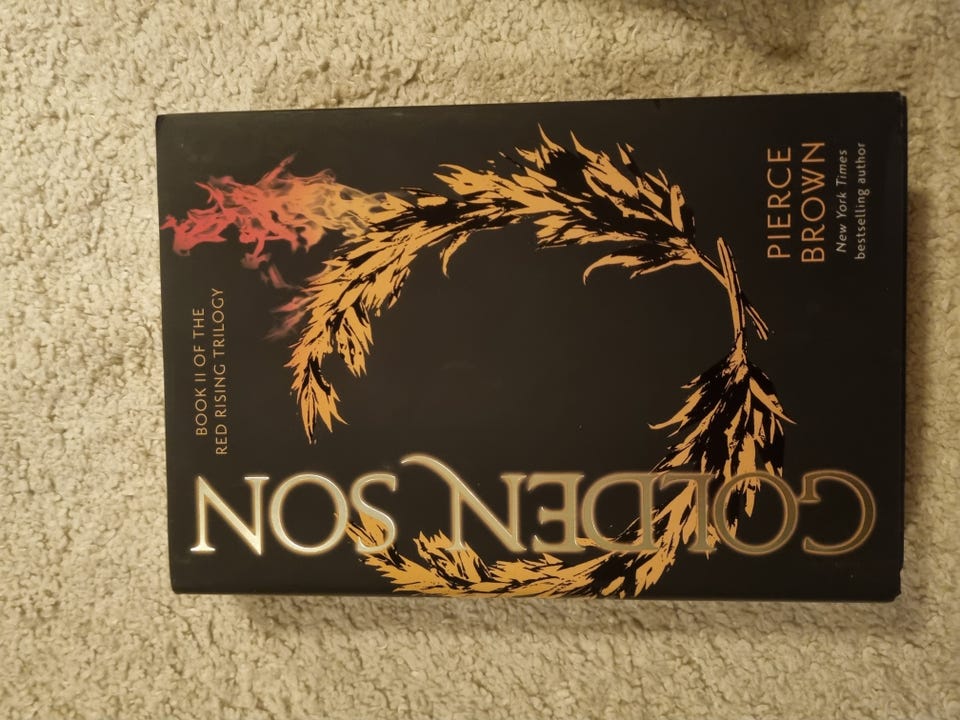 BOOK II OF THE
RED RISING TRILOGY
GOLDEN SON
PIERCE
BROWN
New York Times
bestselling author